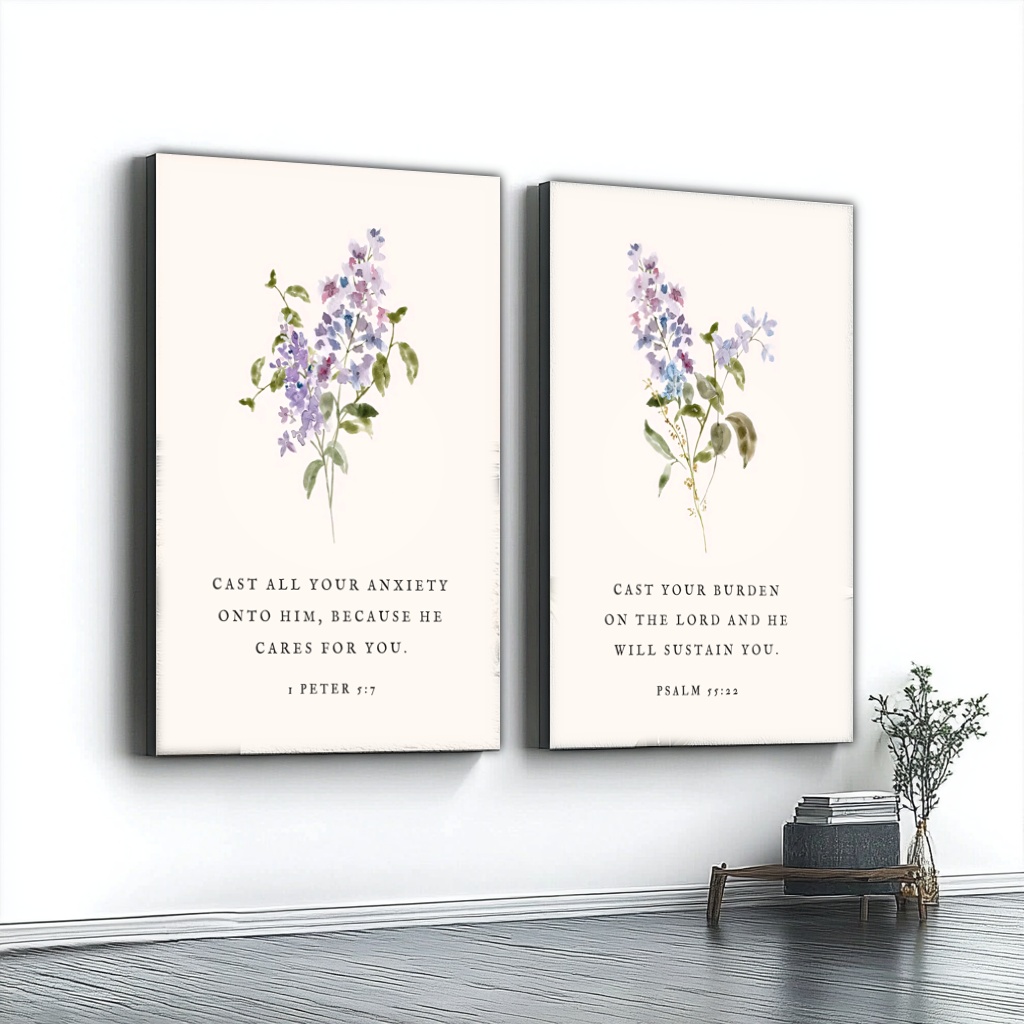 CAST ALL YOUR ANXIETY
ONTO HIM, BECAUSE HE
CARES FOR YOU.
1 PETER 5:7
CAST YOUR BURDEN
ON THE LORD AND HE
WILL SUSTAIN YOU.
PSALM 55:22